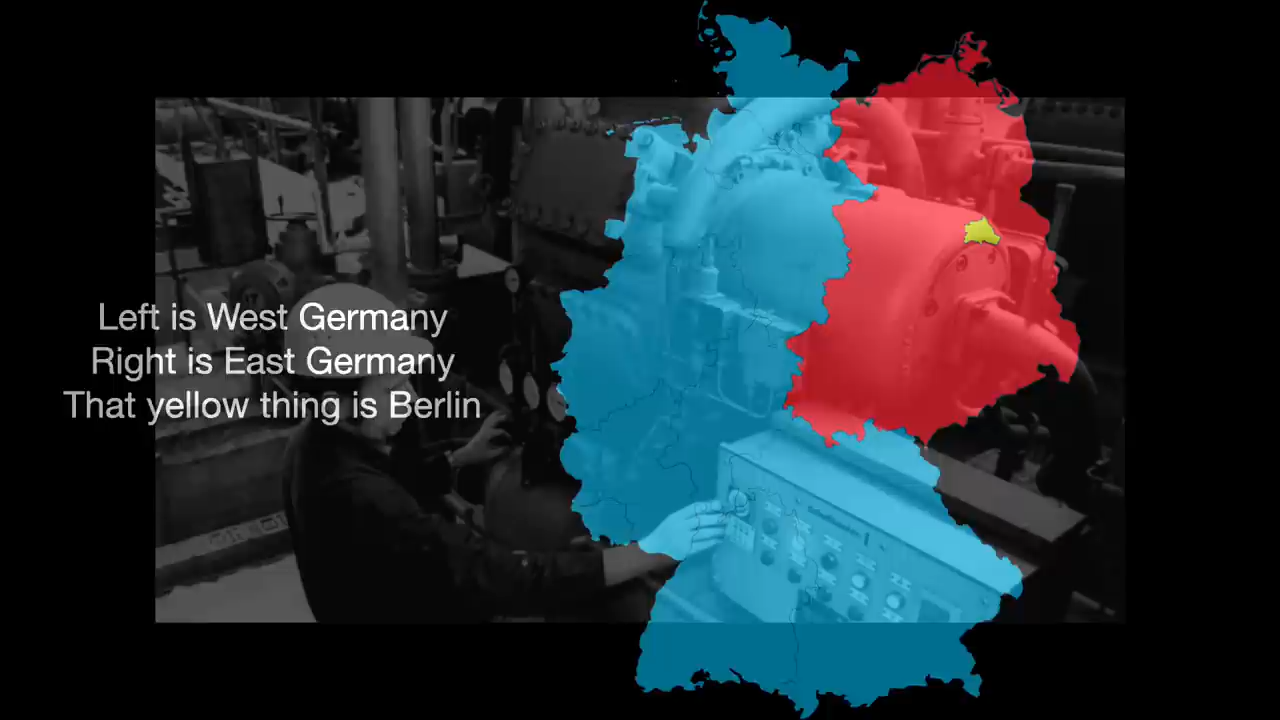 Left is West Germany
Right is East Germany
That yellow thing is Berlin